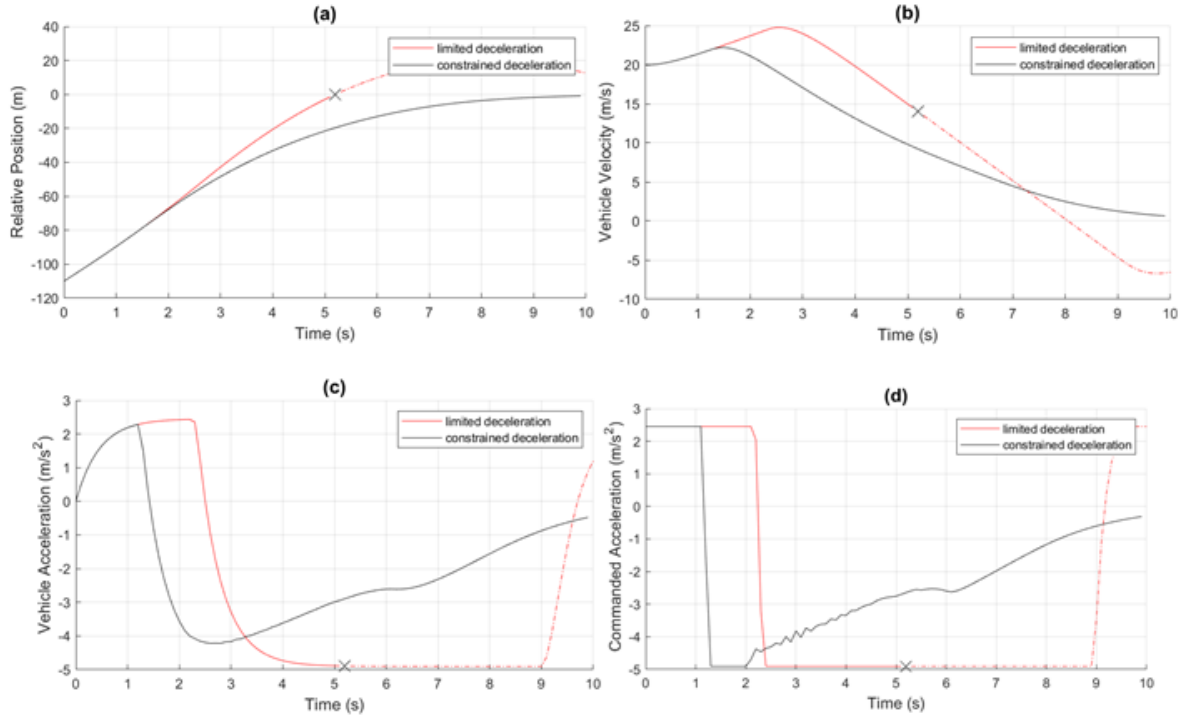 (a)
40
20
0
-20
-40
-60
-80
-100
-120
Relative Position (m)
limited deceleration
constrained deceleration
0 1 2 3 4 5 6 7 8 9 10
Time (s)
(b)
25
20
15
10
5
0
-5
-10
Vehicle Velocity (m/s)
limited deceleration
constrained deceleration
0 1 2 3 4 5 6 7 8 9 10
Time (s)
(c)
3
2
1
0
-1
-2
-3
-4
-5
Vehicle Acceleration (m/s²)
limited deceleration
constrained deceleration
0 1 2 3 4 5 6 7 8 9 10
Time (s)
(d)
3
2
1
0
-1
-2
-3
-4
-5
Commanded Acceleration (m/s²)
limited deceleration
constrained deceleration
0 1 2 3 4 5 6 7 8 9 10
Time (s)